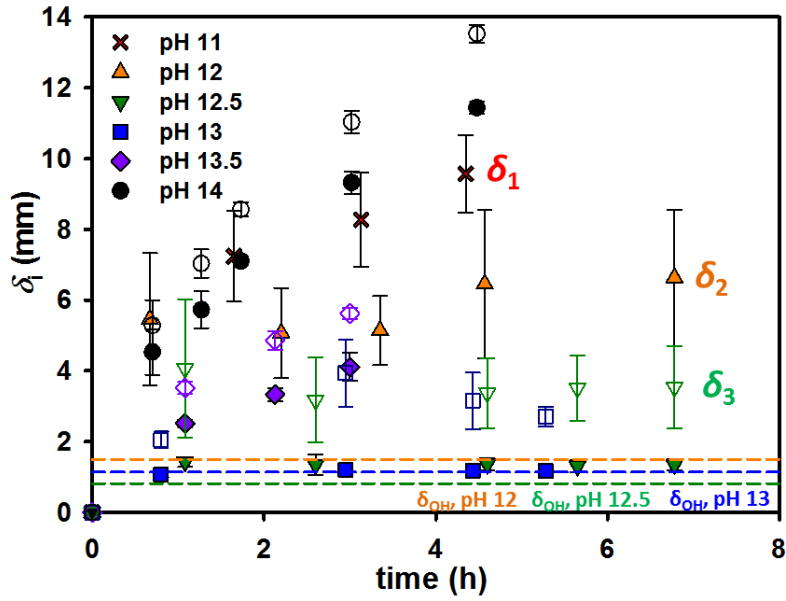 14
12
10
8
6
4
2
0
δi (mm)
pH 11
pH 12
pH 12.5
pH 13
pH 13.5
pH 14
δ1
δ2
δ3
δOH, pH 12
δOH, pH 12.5
δOH, pH 13
0
2
4
6
8
time (h)